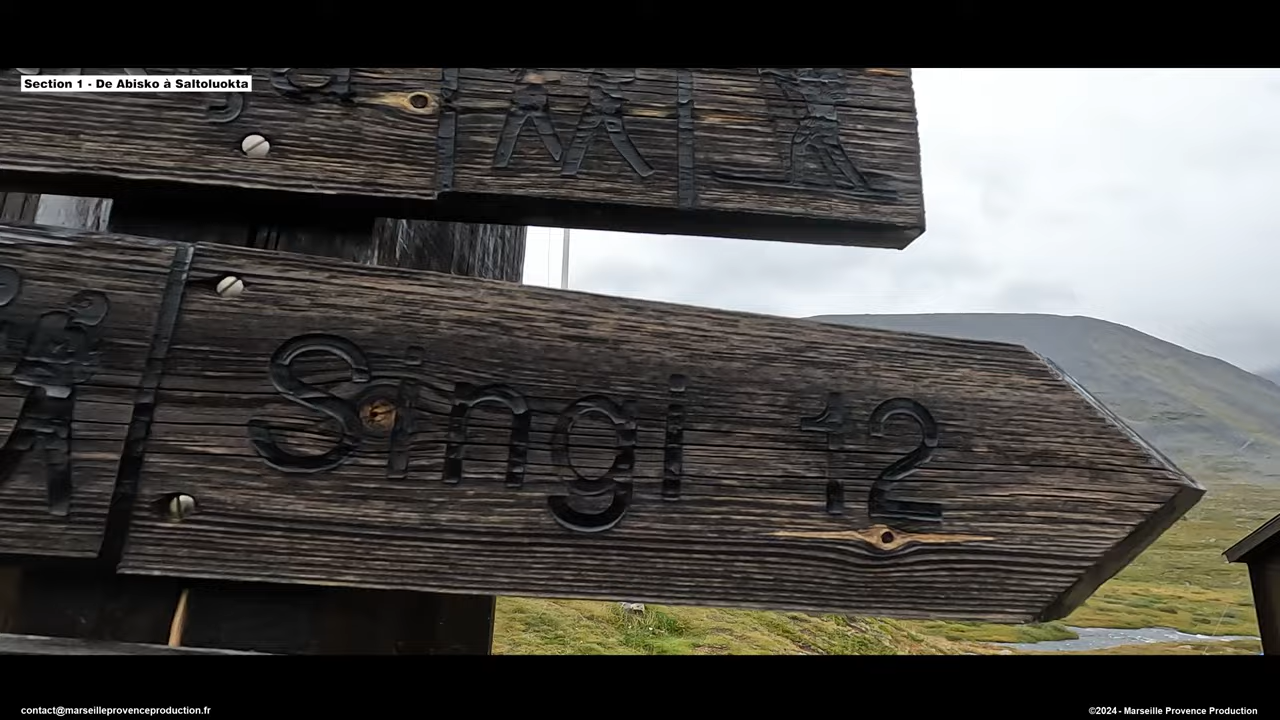 Section 1 - De Abisko à Saltoluokta
Singi 12
contact@marseilleprovenceproduction.fr
©2024 - Marseille Provence Production